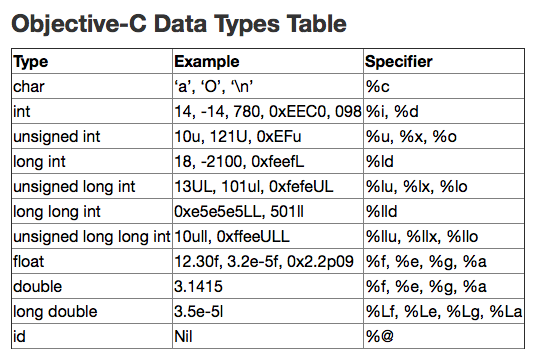 Objective-C Data Types Table
Type Example Specifier
char ‘a’, ‘O’, ‘\n’ %c
int 14, -14, 780, 0xEEC0, 098 %i, %d
unsigned int 10u, 121U, 0xEFu %u, %x, %o
long int 18, -2100, 0xfeefL %ld
unsigned long int 13UL, 101ul, 0xfefeUL %lu, %lx, %lo
long long int 0xe5e5e5LL, 501ll %lld
unsigned long long int 10ull, 0xffeeULL %llu, %llx, %llo
float 12.30f, 3.2e-5f, 0x2.2p09 %f, %e, %g, %a
double 3.1415 %f, %e, %g, %a
long double 3.5e-5l %Lf, %Le, %Lg, %La
id Nil %@